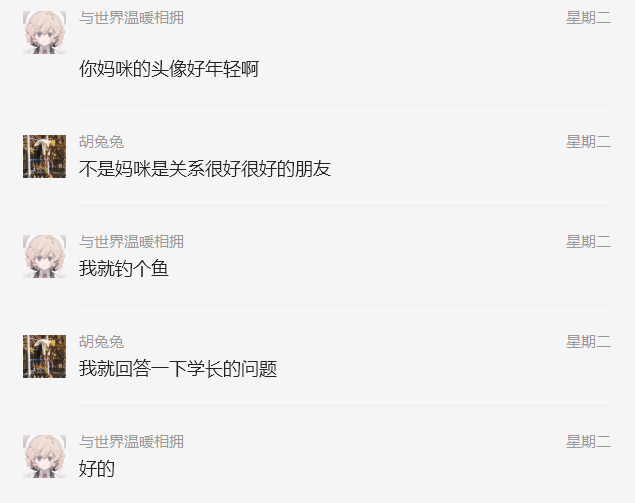 与世界温暖相拥 星期二
你妈咪的头像好年轻啊
胡兔兔 星期二
不是妈咪是关系很好很好的朋友
与世界温暖相拥 星期二
我就钓个鱼
胡兔兔 星期二
我就回答一下学长的问题
与世界温暖相拥 星期二
好的